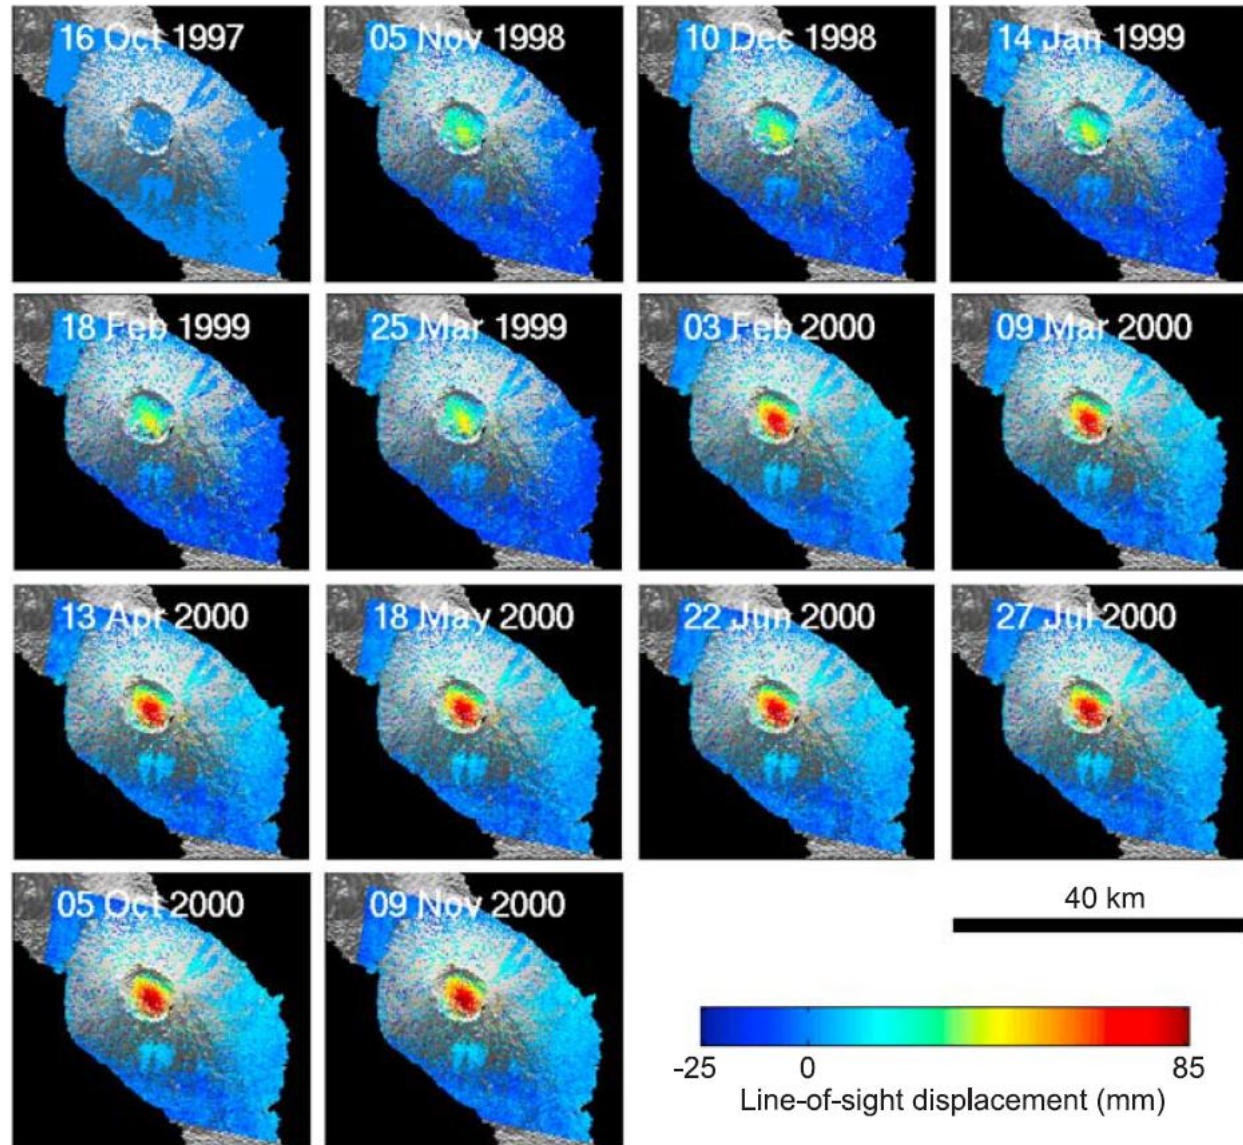 16 Oct 1997
05 Nov 1998
10 Dec 1998
14 Jan 1999
18 Feb 1999
25 Mar 1999
03 Feb 2000
09 Mar 2000
13 Apr 2000
18 May 2000
22 Jun 2000
27 Jul 2000
05 Oct 2000
09 Nov 2000
40 km
-25 0 85
Line-of-sight displacement (mm)